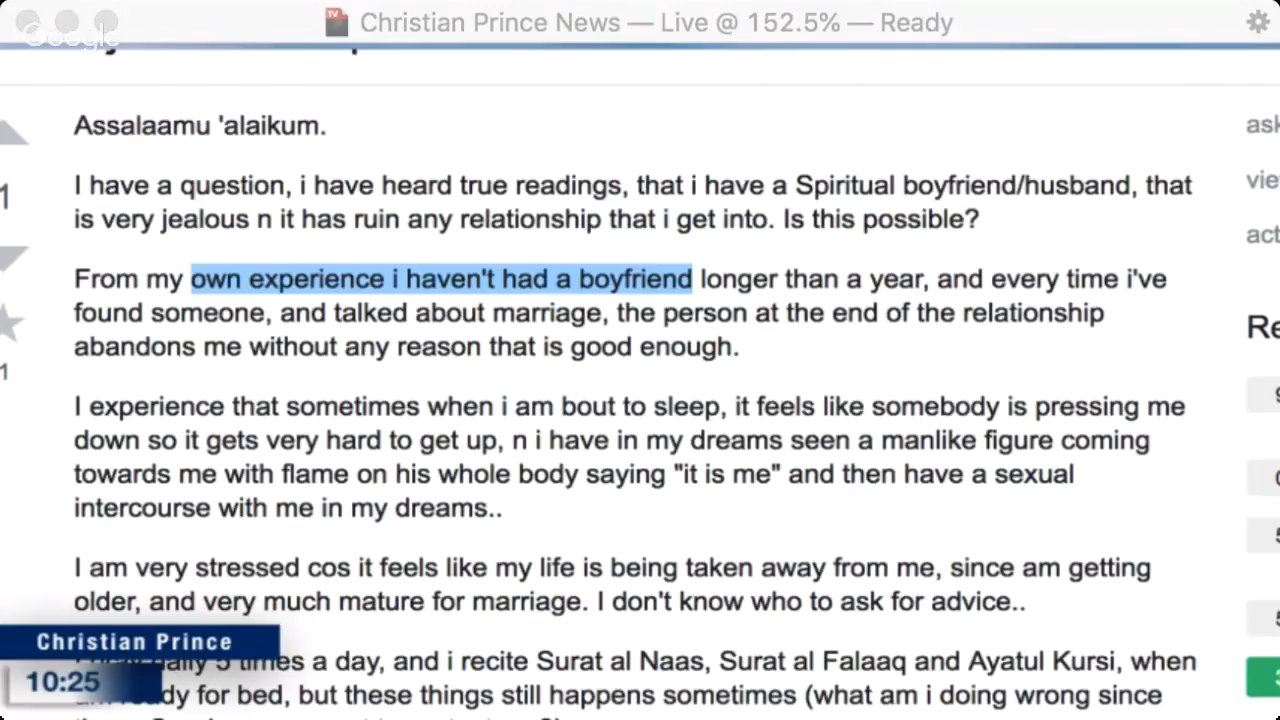 Christian Prince News — Live @ 152.5% — Ready
Google
Assalaamu 'alaikum.
I have a question, i have heard true readings, that i have a Spiritual boyfriend/husband, that
is very jealous n it has ruin any relationship that i get into. Is this possible?
From my own experience i haven't had a boyfriend longer than a year, and every time i've
found someone, and talked about marriage, the person at the end of the relationship
abandons me without any reason that is good enough.
I experience that sometimes when i am bout to sleep, it feels like somebody is pressing me
down so it gets very hard to get up, n i have in my dreams seen a manlike figure coming
towards me with flame on his whole body saying "it is me" and then have a sexual
intercourse with me in my dreams..
I am very stressed cos it feels like my life is being taken away from me, since am getting
older, and very much mature for marriage. I don't know who to ask for advice..
daily 5 times a day, and i recite Surat al Naas, Surat al Falaaq and Ayatul Kursi, when
for bed, but these things still happens sometimes (what am i doing wrong since
Christian Prince
10:25
1
1
ask
vie
act
Re